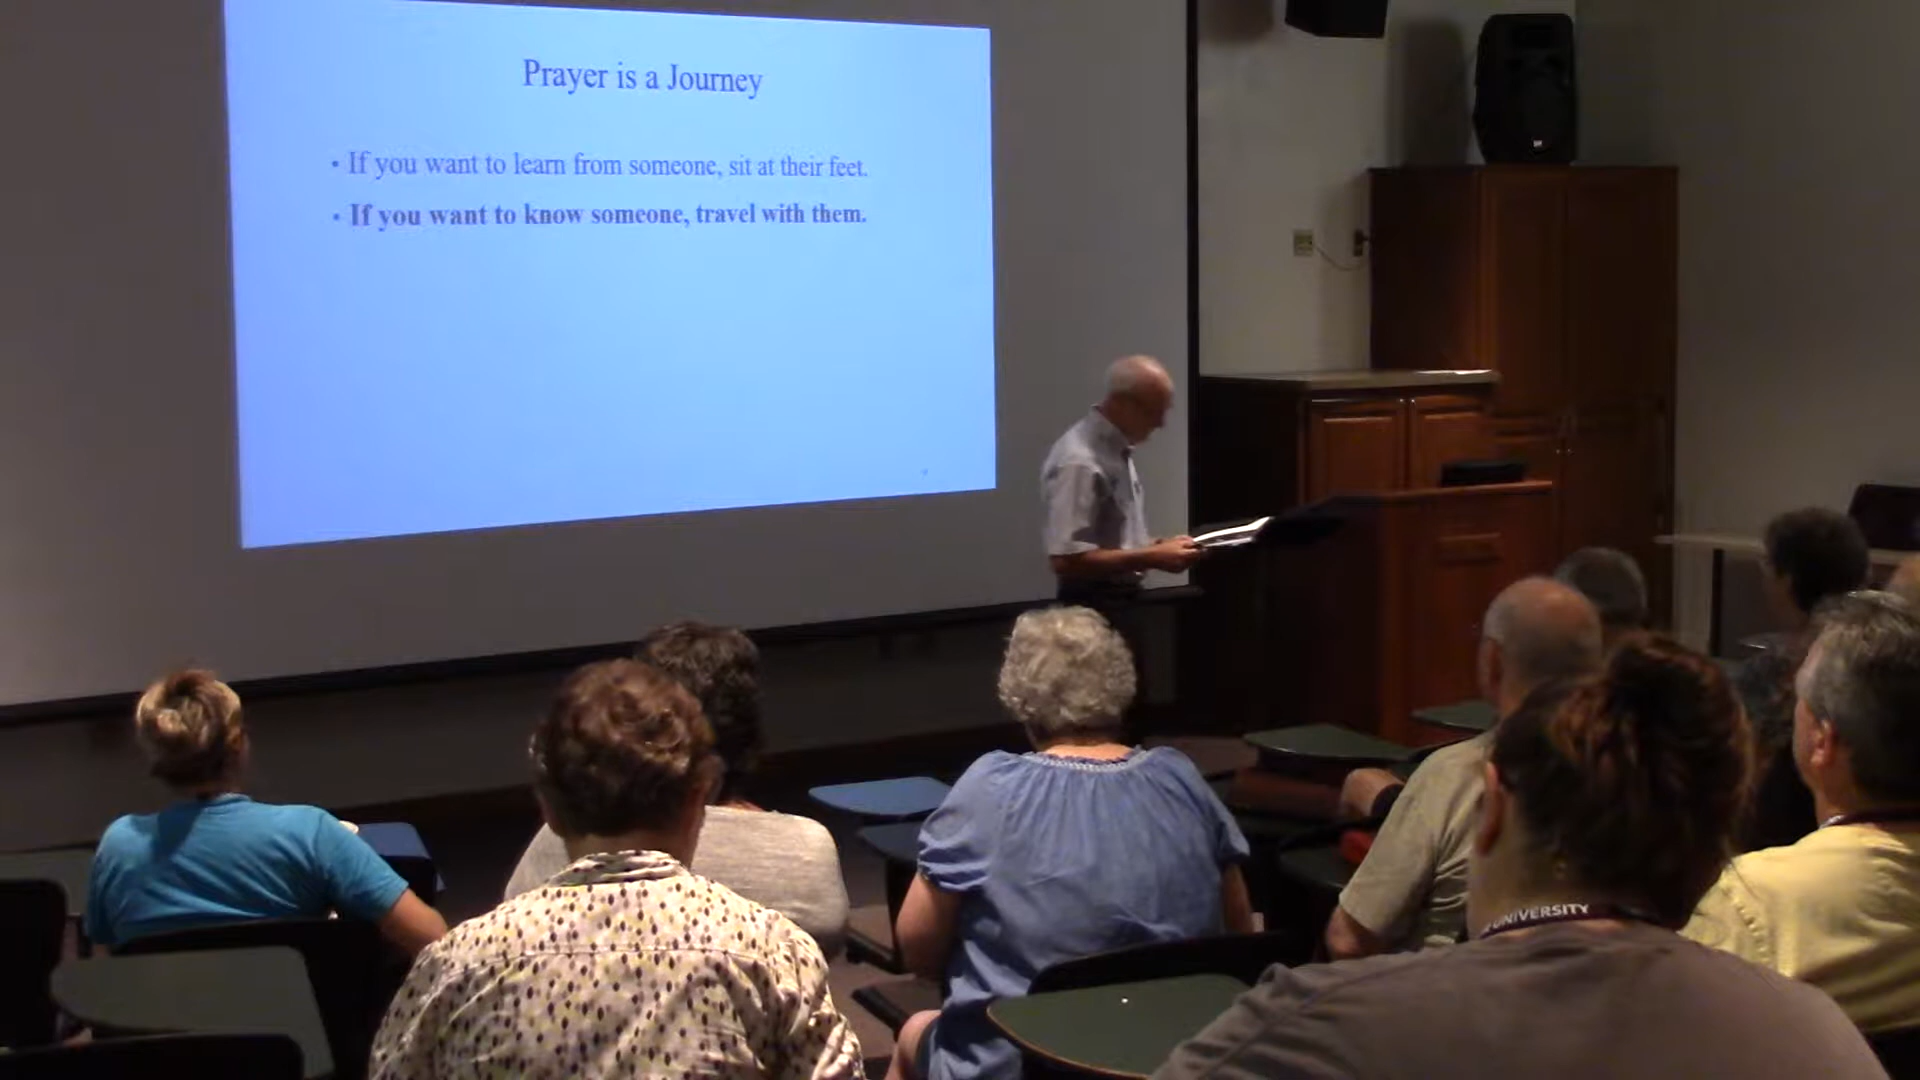 Prayer is a Journey
• If you want to learn from someone, sit at their feet.
• If you want to know someone, travel with them.
UNIVERSITY